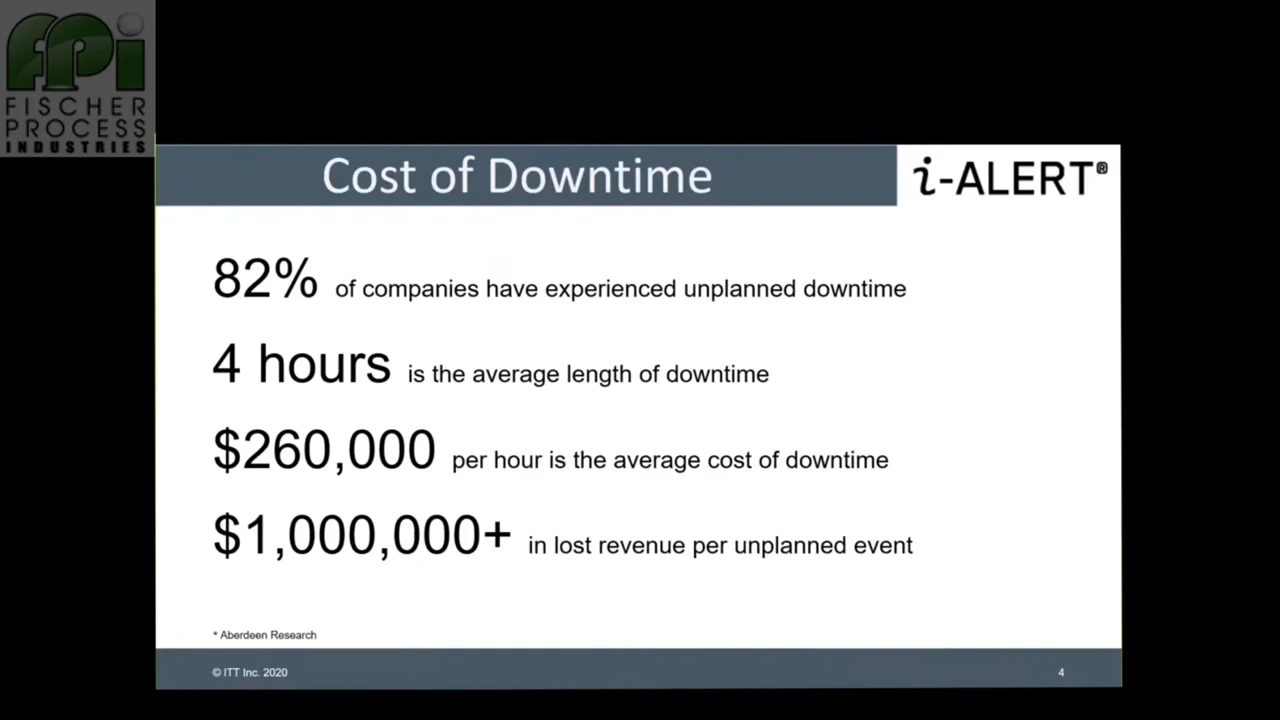 fpi
FISCHER
PROCESS
INDUSTRIES
Cost of Downtime
i-ALERT®
82% of companies have experienced unplanned downtime
4 hours is the average length of downtime
$260,000 per hour is the average cost of downtime
$1,000,000+ in lost revenue per unplanned event
* Aberdeen Research
© ITT Inc. 2020
4